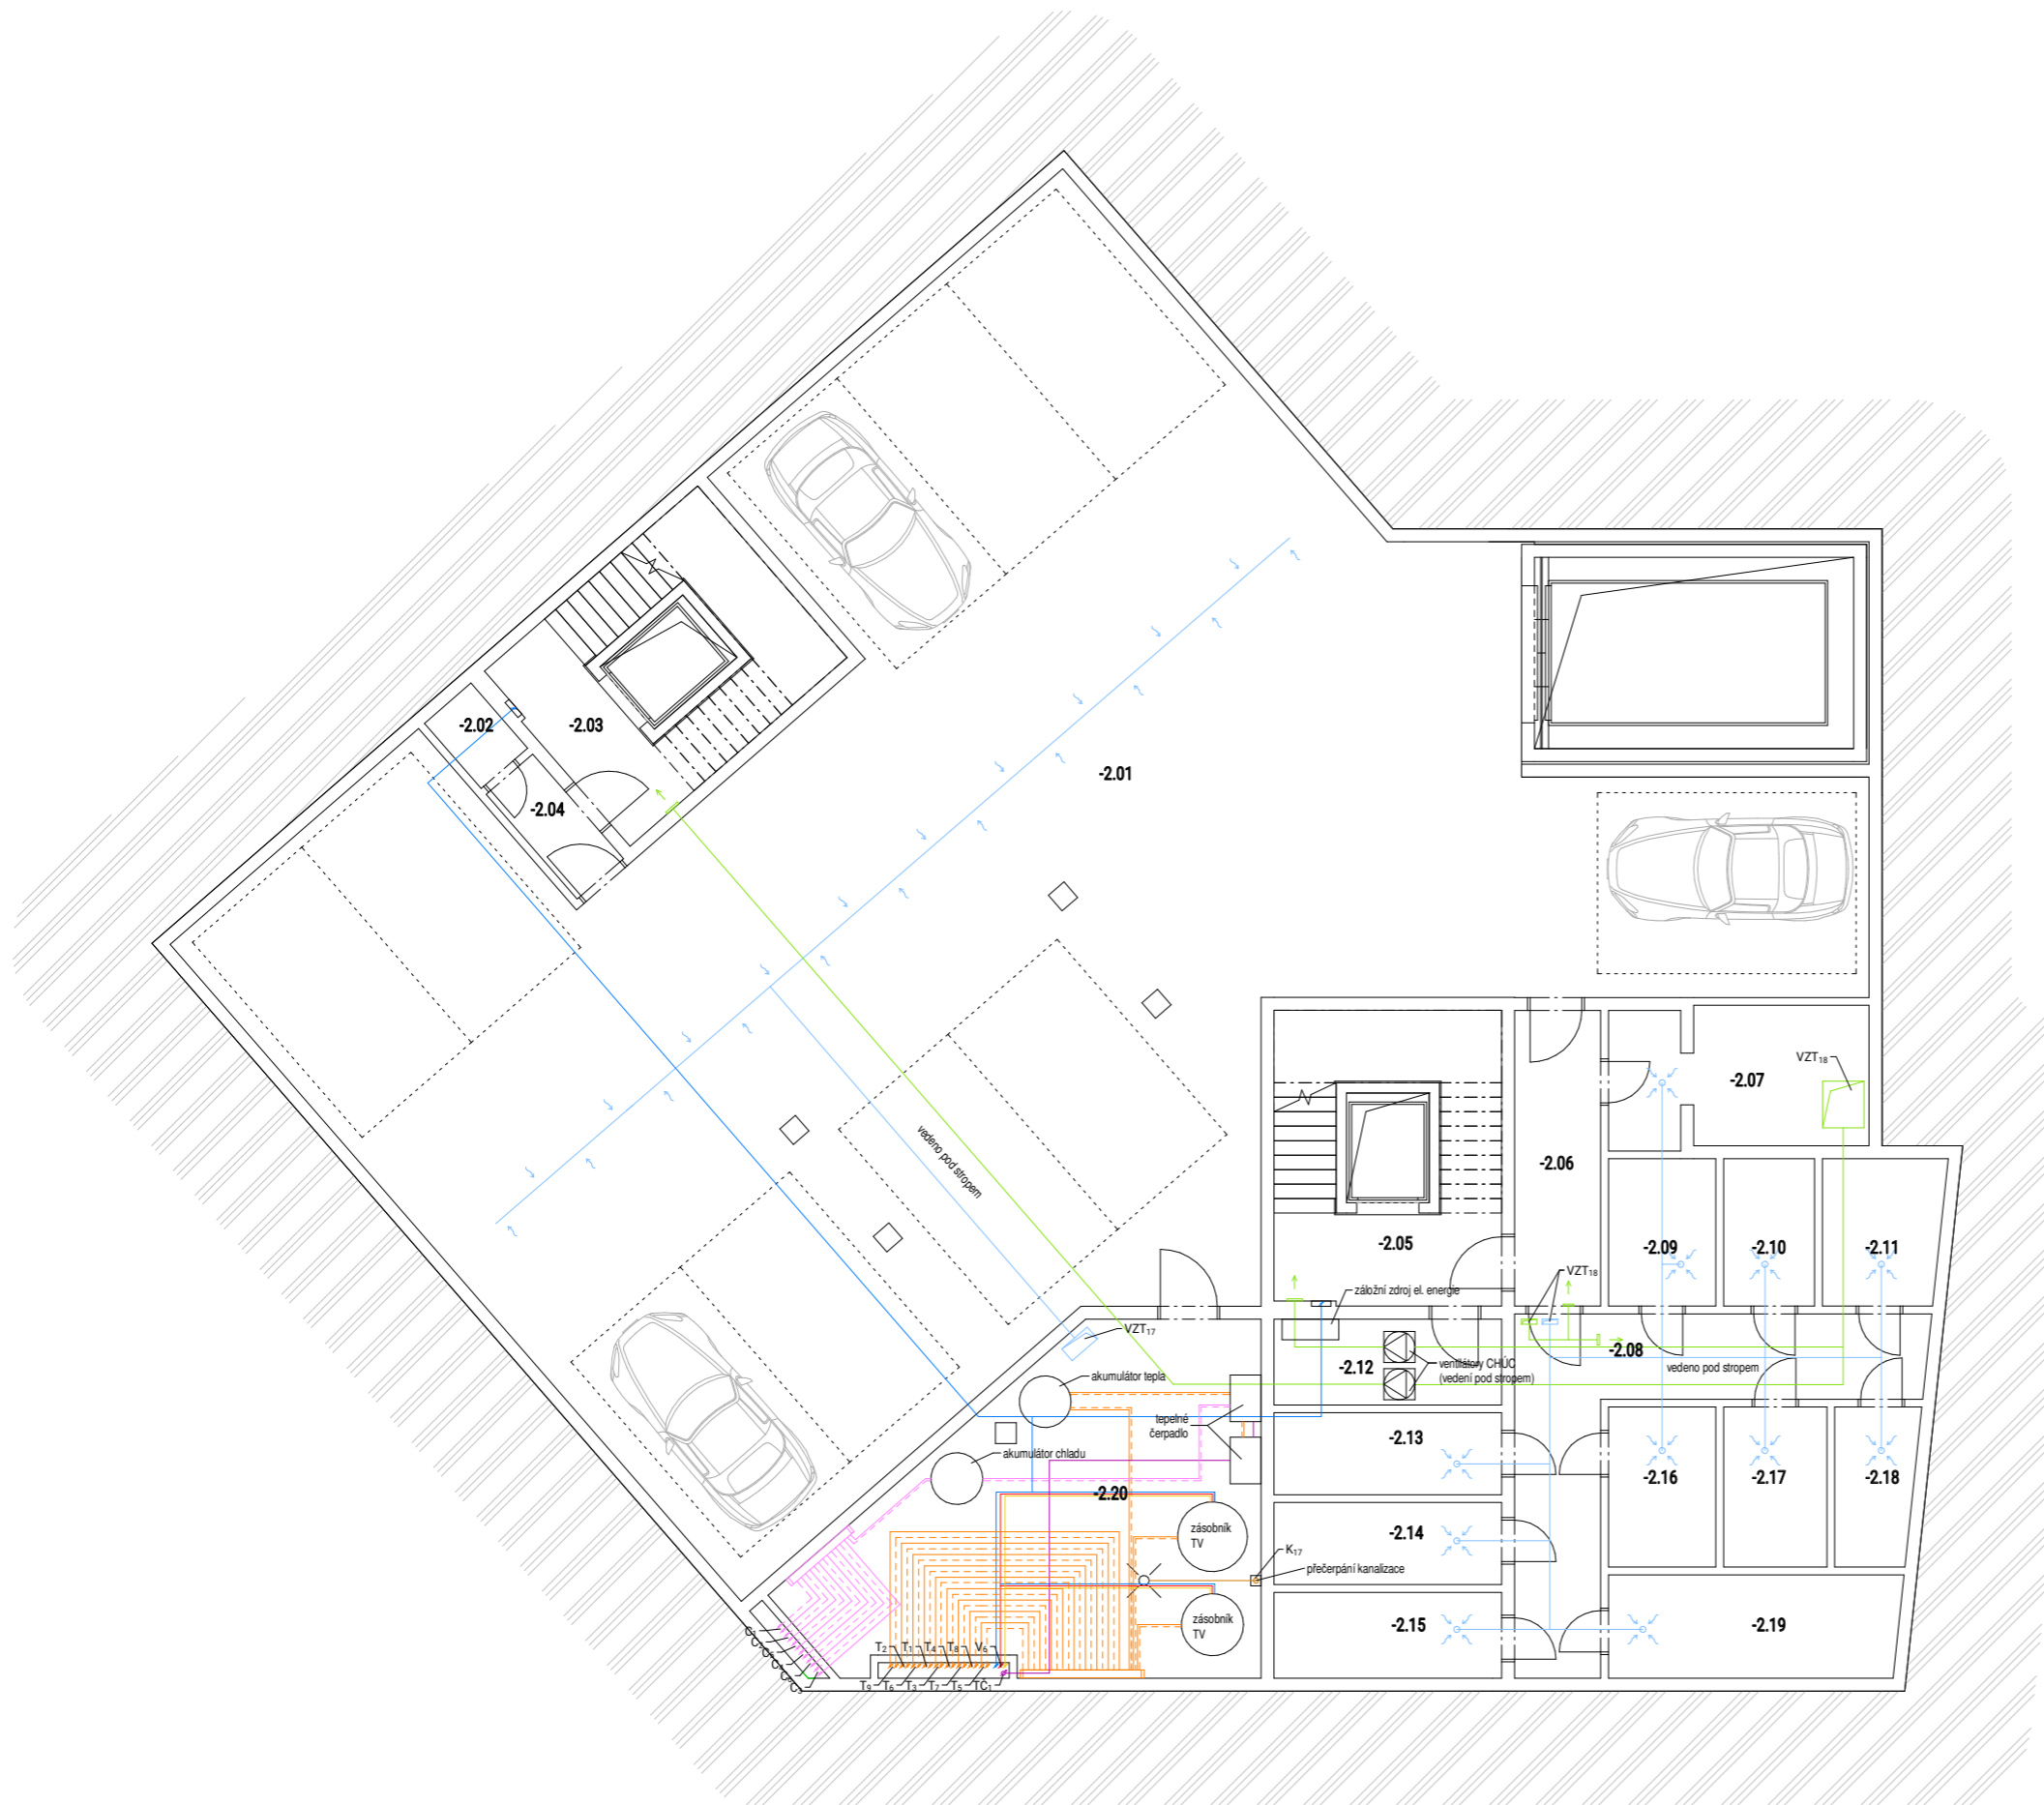 -2.02
-2.03
-2.04
-2.01
VZT18
-2.07
vedeno pod stropem
-2.06
-2.05
-2.09
-2.10
-2.11
VZT18
záložní zdroj el. energie
VZT17
-2.08
-2.12
ventilátory CHÚC
(vedení pod stropem)
vedeno pod stropem
akumulátor tepla
tepelné
čerpadlo
-2.13
akumulátor chladu
-2.16
-2.17
-2.18
-2.20
zásobník
TV
-2.14
K17
přečerpání kanalizace
zásobník
TV
-2.15
-2.19
T2 T1 T4 T8 V6
T9 T6 T3 T7 T5 TČ1